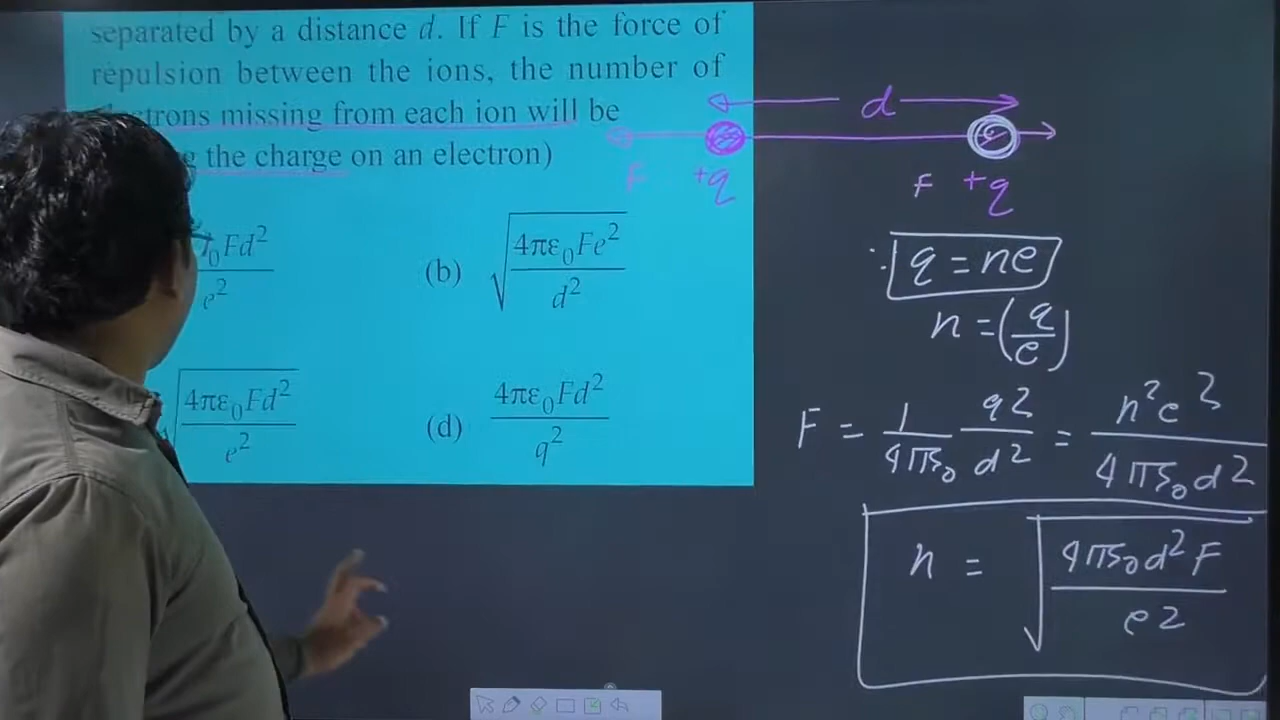 separated by a distance d. If F is the force of
repulsion between the ions, the number of
trons missing from each ion will be
the charge on an electron)
₀Fd²
e²
(b) √4πε₀Fe²
d²
√4πε₀Fd²
e²
(d) 4πε₀Fd²
q²
d
F +q F +q
∵ q = ne
n = (q/e)
F = 1/4πε₀ q²/d² = n²e²/4πε₀d²
n = √4πε₀d²F/e²